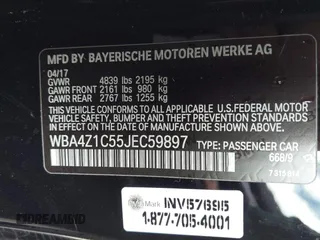 MFD BY BAYERISCHE MOTOREN WERKE AG
04/17
GVWR 4839 lbs 2195 kg
GAWR FRONT 2161 lbs 980 kg
GAWR REAR 2767 lbs 1255 kg
THIS VEHICLE CONFORMS TO ALL APPLICABLE
U.S. FEDERAL MOTOR VEHICLE SAFETY,
BUMPER AND THEFT PREVENTION STANDARDS
IN EFFECT ON THE DATE OF MANUFACTURE
SHOWN ABOVE.
WBA4Z1C55JEC59897 TYPE: PASSENGER CAR
668/9
Mark INV57695
1-877-705-4001
DREAMBID